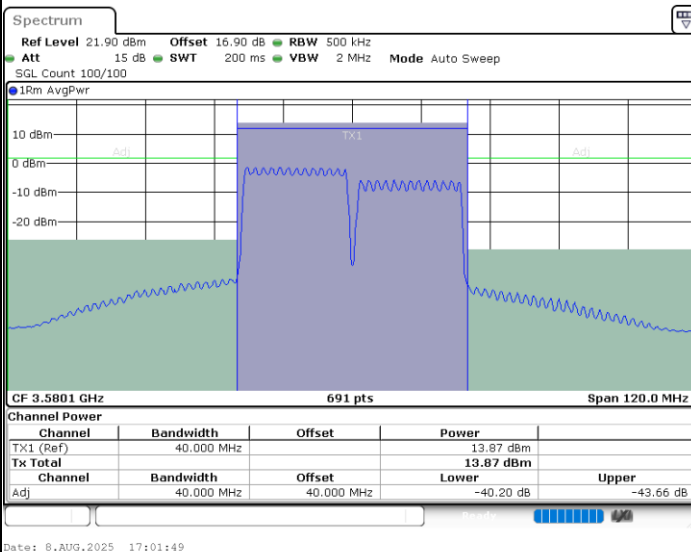 Spectrum
Ref Level 21.90 dBm Offset 16.90 dB RBW 500 kHz
Att 15 dB SWT 200 ms VBW 2 MHz Mode Auto Sweep
SGL Count 100/100
1Rm AvgPwr
10 dBm
TX1
Adj
Adj
0 dBm
-10 dBm
-20 dBm
CF 3.5801 GHz 691 pts Span 120.0 MHz
Channel Power
Channel Bandwidth Offset Power
TX1 (Ref) 40.000 MHz 13.87 dBm
Tx Total 13.87 dBm
Channel Bandwidth Offset Lower Upper
Adj 40.000 MHz 40.000 MHz -40.20 dB -43.66 dB
Ready
Date: 8.AUG.2025 17:01:49